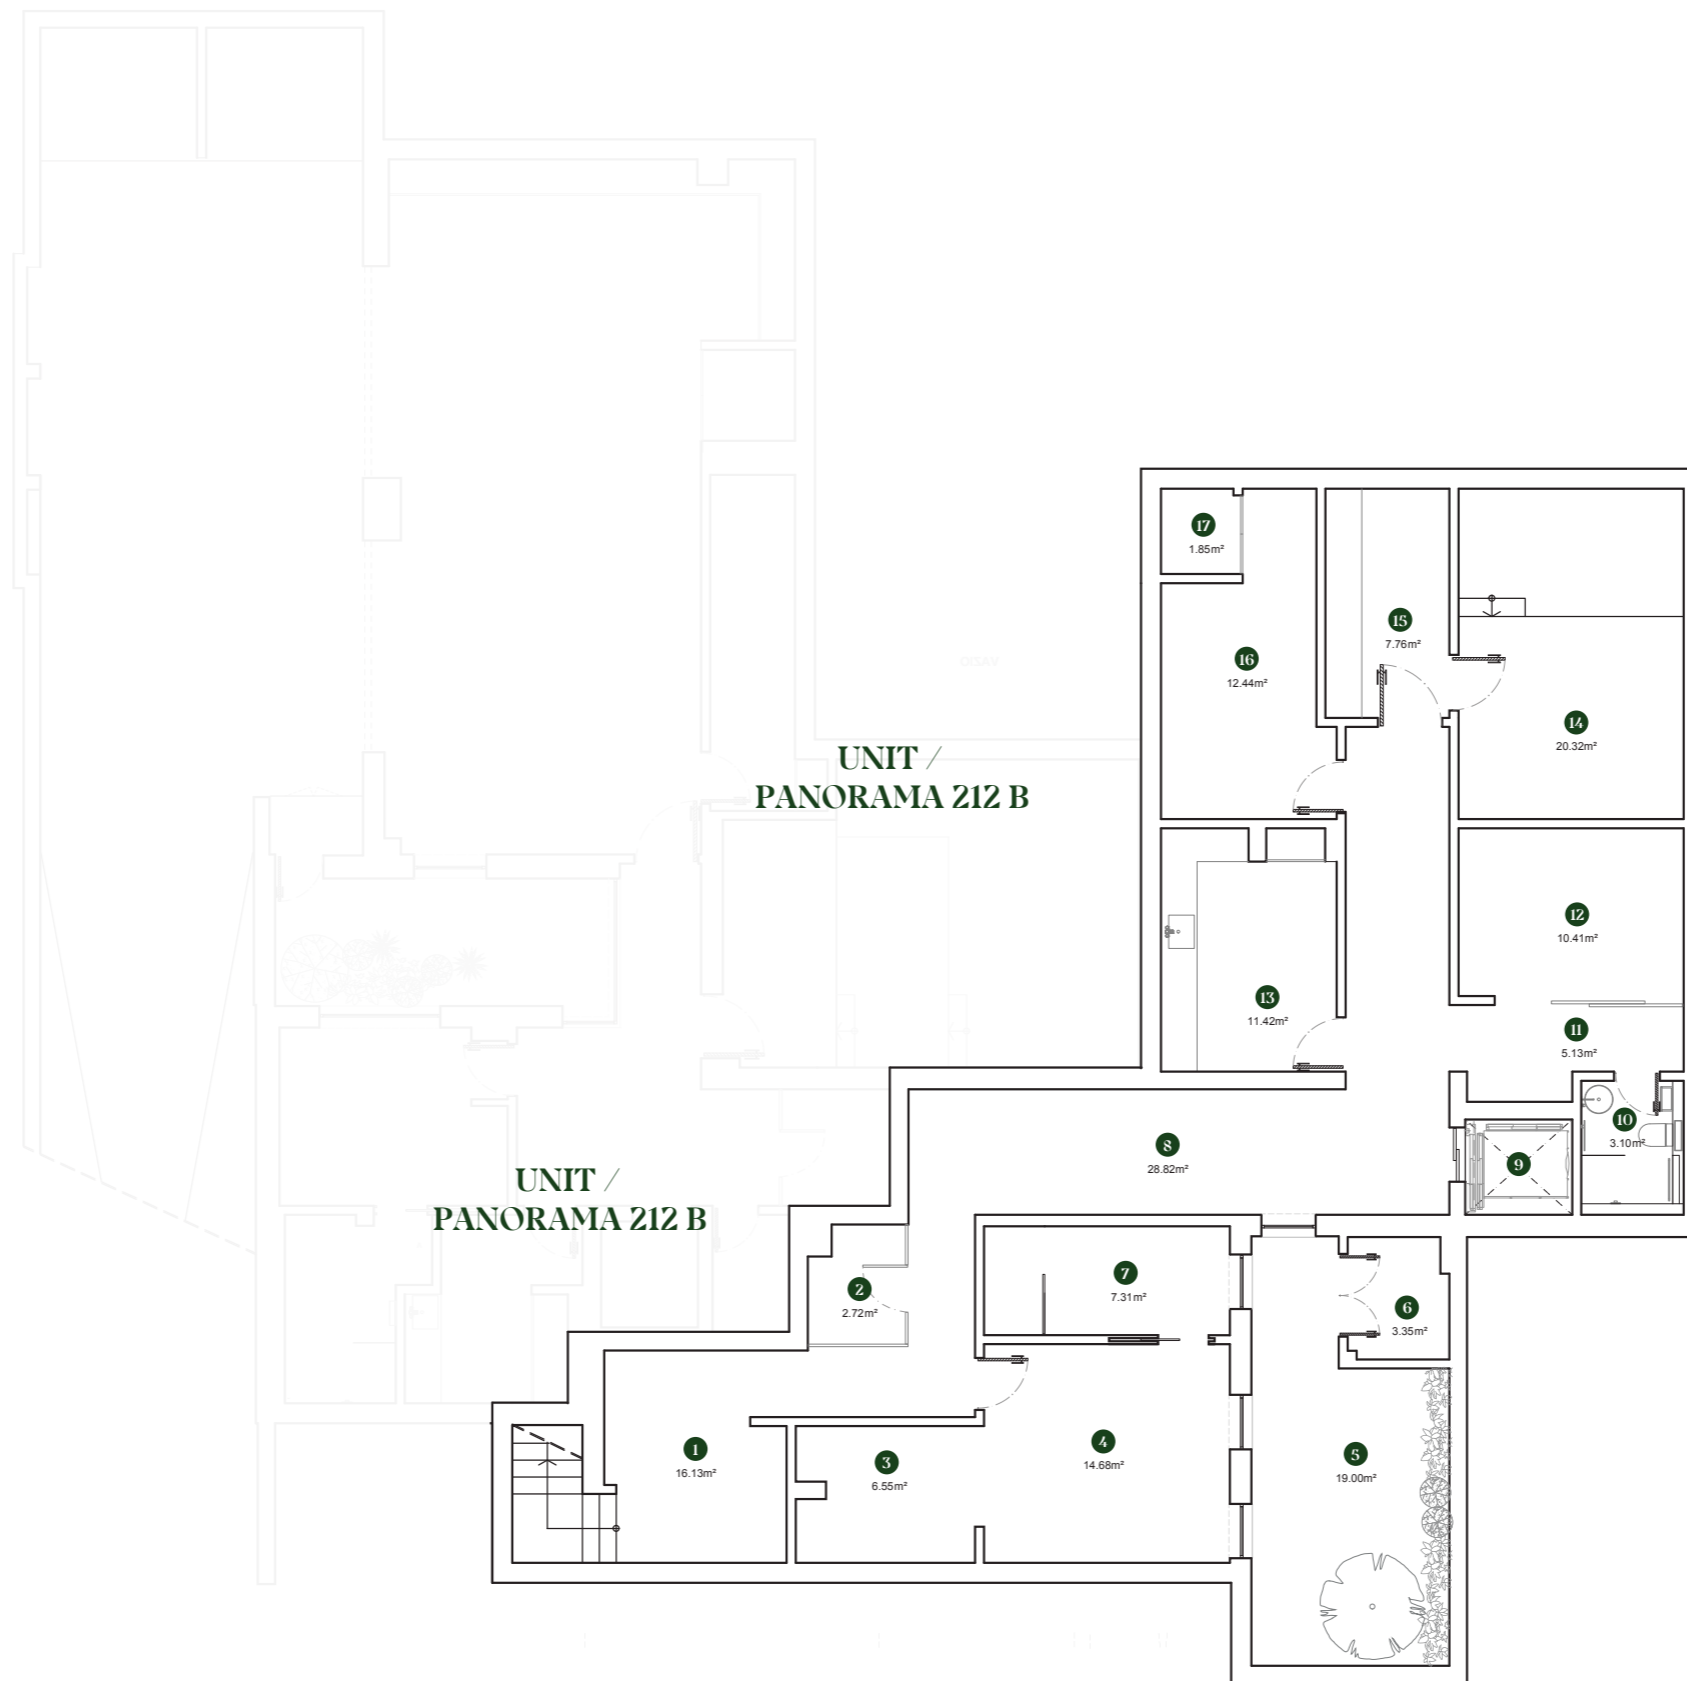 17
1.85m²
15
7.76m²
16
12.44m²
14
20.32m²
UNIT /
PANORAMA 212 B
12
10.41m²
13
11.42m²
11
5.13m²
10
3.10m²
8
28.82m²
9
UNIT /
PANORAMA 212 B
7
7.31m²
2
2.72m²
6
3.35m²
1
16.13m²
3
6.55m²
4
14.68m²
5
19.00m²